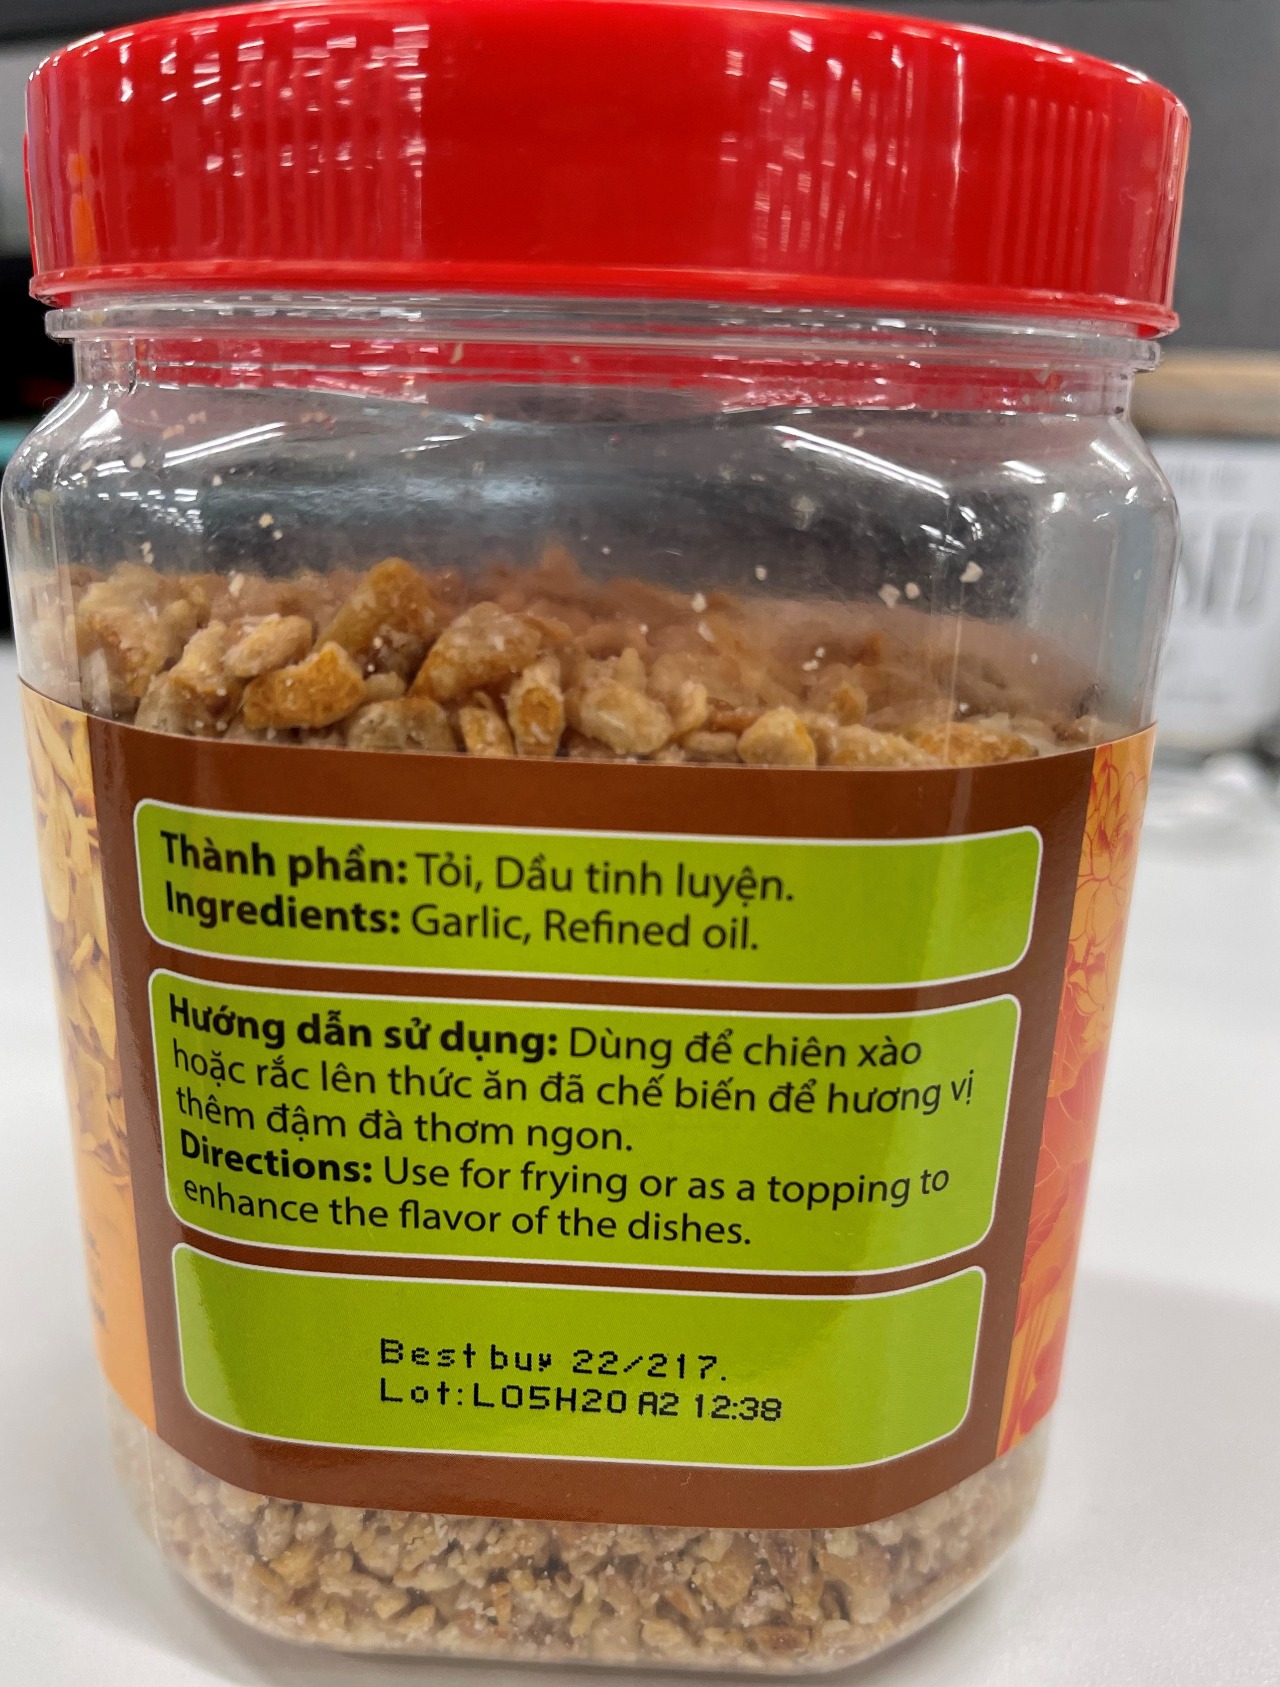 Thành phần: Tỏi, Dầu tinh luyện.
Ingredients: Garlic, Refined oil.
Hướng dẫn sử dụng: Dùng để chiên xào
hoặc rắc lên thức ăn đã chế biến để hương vị
thêm đậm đà thơm ngon.
Directions: Use for frying or as a topping to
enhance the flavor of the dishes.
Best buy 22/217.
Lot:L05H20 A2 12:38